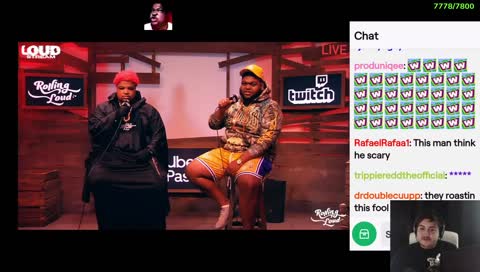 7778/7800
LOUD
STREAM
LIVE
Chat
Rolling
Loud
twitch
produniqee:
RafaelRafaa1: This man think
he scary
trippiereddtheofficial: *****
drdoublecuupp: they roastin
this fool
Rolling
Loud